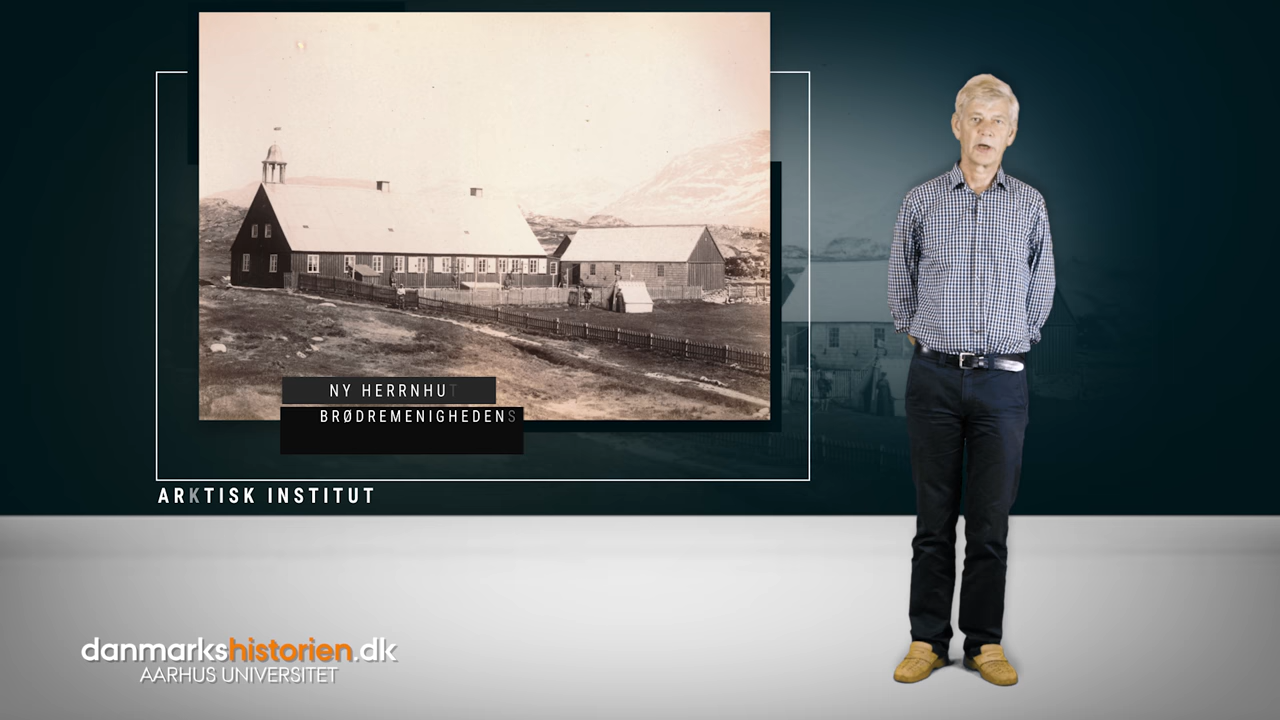 NY HERRNHUT
BRØDREMENIGHEDENS
ARKTISK INSTITUT
danmarkshistorien.dk
AARHUS UNIVERSITET